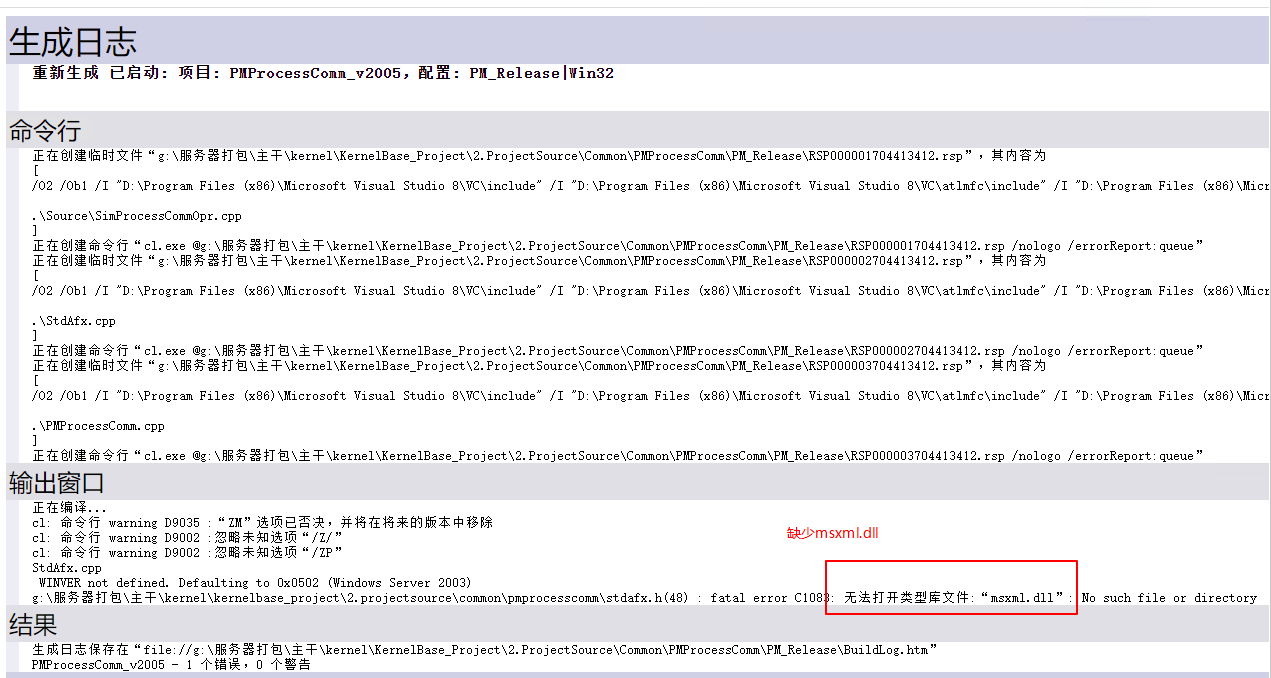 生成日志
重新生成 已启动: 项目: PMProcessComm_v2005, 配置: PM_Release|Win32
命令行
正在创建临时文件“g:\服务器打包\主干\kernel\KernelBase_Project\2.ProjectSource\Common\PMProcessComm\PM_Release\RSP000001704413412.rsp”, 其内容为
[
/O2 /Ob1 /I "D:\Program Files (x86)\Microsoft Visual Studio 8\VC\include" /I "D:\Program Files (x86)\Microsoft Visual Studio 8\VC\atlmfc\include" /I "D:\Program Files (x86)\Micr
.\Source\SimProcessCommOpr.cpp
]
正在创建命令行“cl.exe @g:\服务器打包\主干\kernel\KernelBase_Project\2.ProjectSource\Common\PMProcessComm\PM_Release\RSP000001704413412.rsp /nologo /errorReport:queue”
正在创建临时文件“g:\服务器打包\主干\kernel\KernelBase_Project\2.ProjectSource\Common\PMProcessComm\PM_Release\RSP000002704413412.rsp”, 其内容为
[
/O2 /Ob1 /I "D:\Program Files (x86)\Microsoft Visual Studio 8\VC\include" /I "D:\Program Files (x86)\Microsoft Visual Studio 8\VC\atlmfc\include" /I "D:\Program Files (x86)\Micr
.\StdAfx.cpp
]
正在创建命令行“cl.exe @g:\服务器打包\主干\kernel\KernelBase_Project\2.ProjectSource\Common\PMProcessComm\PM_Release\RSP000002704413412.rsp /nologo /errorReport:queue”
正在创建临时文件“g:\服务器打包\主干\kernel\KernelBase_Project\2.ProjectSource\Common\PMProcessComm\PM_Release\RSP000003704413412.rsp”, 其内容为
[
/O2 /Ob1 /I "D:\Program Files (x86)\Microsoft Visual Studio 8\VC\include" /I "D:\Program Files (x86)\Microsoft Visual Studio 8\VC\atlmfc\include" /I "D:\Program Files (x86)\Micr
.\PMProcessComm.cpp
]
正在创建命令行“cl.exe @g:\服务器打包\主干\kernel\KernelBase_Project\2.ProjectSource\Common\PMProcessComm\PM_Release\RSP000003704413412.rsp /nologo /errorReport:queue”
输出窗口
正在编译...
cl: 命令行 warning D9035 :“ZM”选项已否决，并将在将来的版本中移除
cl: 命令行 warning D9002 :忽略未知选项“/Z/”
缺少msxml.dll
cl: 命令行 warning D9002 :忽略未知选项“/ZP”
StdAfx.cpp
WINVER not defined. Defaulting to 0x0502 (Windows Server 2003)
g:\服务器打包\主干\kernel\kernelbase_project\2.projectsource\common\pmprocesscomm\stdafx.h(48) : fatal error C1083: 无法打开类型库文件:“msxml.dll”: No such file or directory
结果
生成日志保存在“file://g:\服务器打包\主干\kernel\KernelBase_Project\2.ProjectSource\Common\PMProcessComm\PM_Release\BuildLog.htm”
PMProcessComm_v2005 - 1 个错误，0 个警告